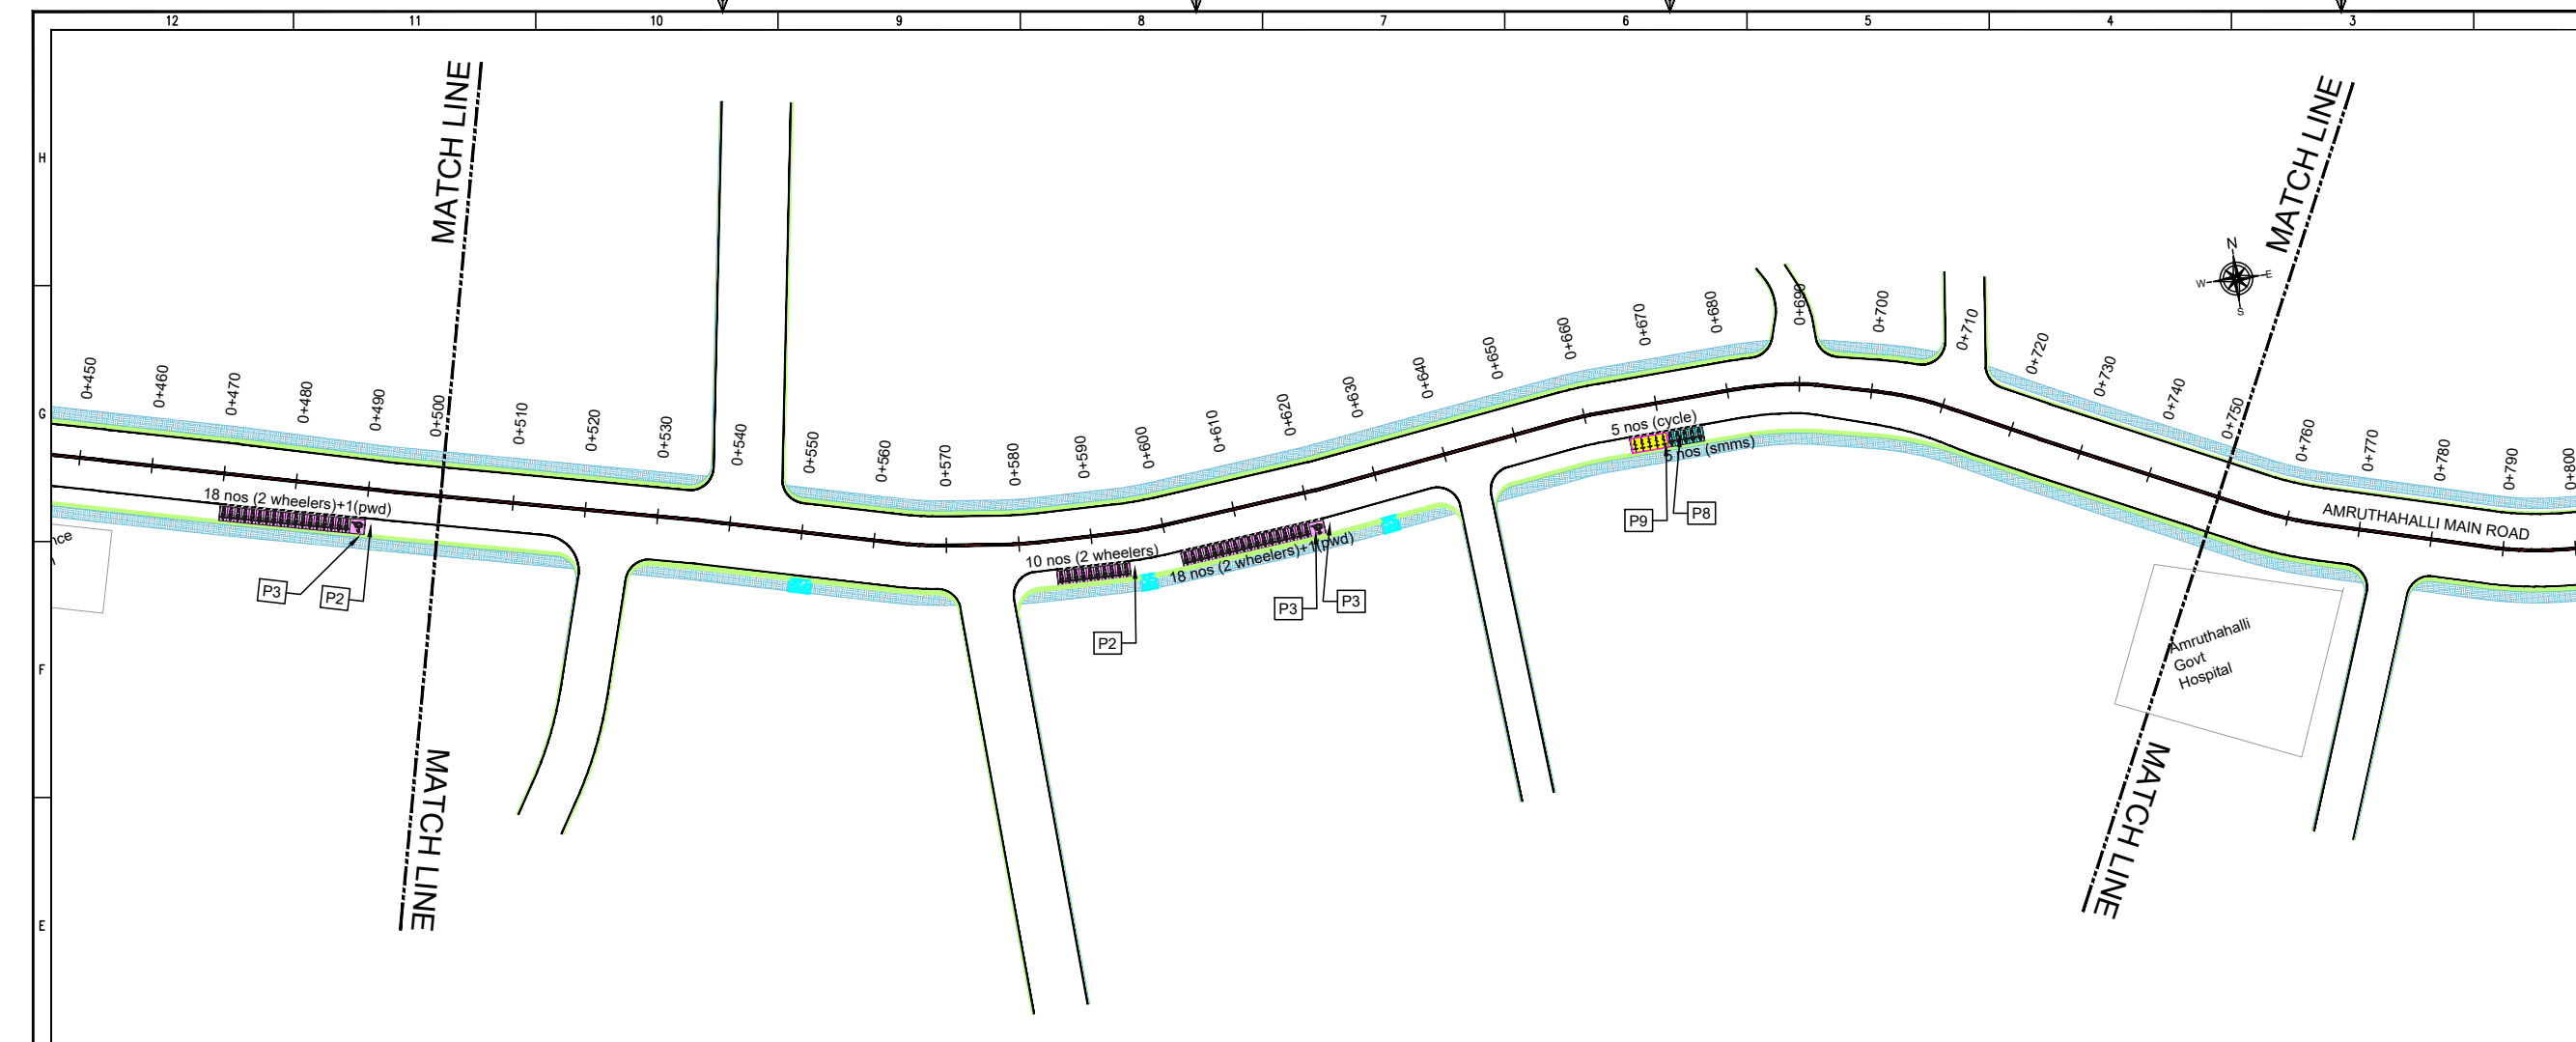 12 11 10 9 8 7 6 5 4 3
H
G
F
E
MATCH LINE
MATCH LINE
N
W E
S
0+450
0+460
0+470
0+480
0+490
0+500
0+510
0+520
0+530
0+540
0+550
0+560
0+570
0+580
0+590
0+600
0+610
0+620
0+630
0+640
0+650
0+660
0+670
0+680
0+690
0+700
0+710
0+720
0+730
0+740
0+750
0+760
0+770
0+780
0+790
0+800
18 nos (2 wheelers)+1(pwd)
P3
P2
10 nos (2 wheelers)
P2
18 nos (2 wheelers)+1(pwd)
P3
P3
5 nos (cycle)
5 nos (smms)
P9
P8
AMRUTHAHALLI MAIN ROAD
Amruthahalli
Govt
Hospital
MATCH LINE
MATCH LINE